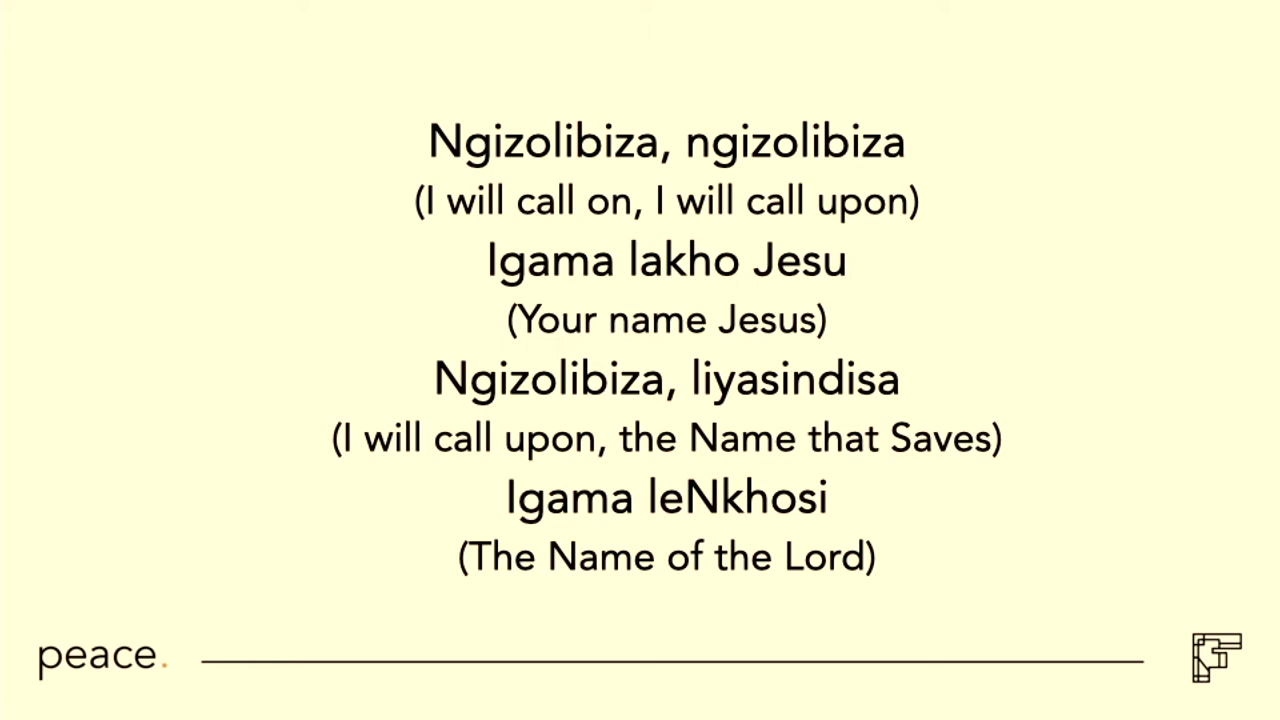 Ngizolibiza, ngizolibiza
(I will call on, I will call upon)
Igama lakho Jesu
(Your name Jesus)
Ngizolibiza, liyasindisa
(I will call upon, the Name that Saves)
Igama leNkhosi
(The Name of the Lord)
peace.